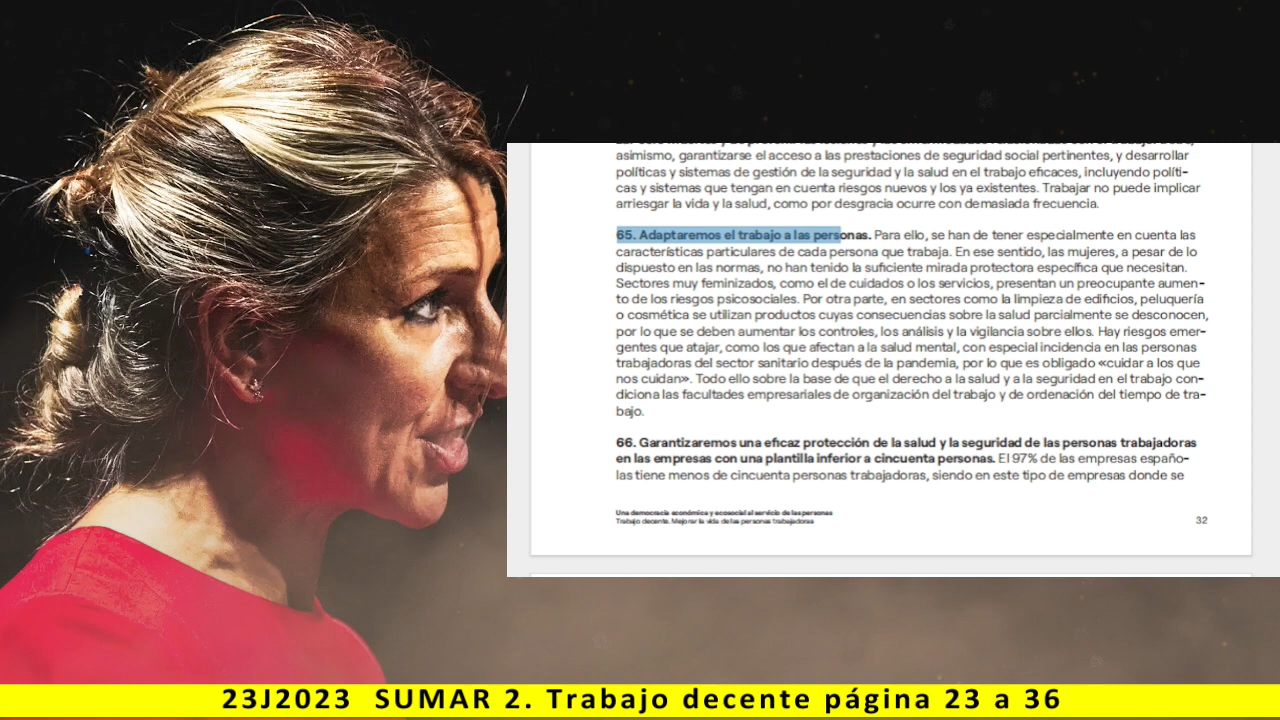 asimismo, garantizarse el acceso a las prestaciones de seguridad social pertinentes, y desarrollar
políticas y sistemas de gestión de la seguridad y la salud en el trabajo eficaces, incluyendo políti-
cas y sistemas que tengan en cuenta riesgos nuevos y los ya existentes. Trabajar no puede implicar
arriesgar la vida y la salud, como por desgracia ocurre con demasiada frecuencia.
65. Adaptaremos el trabajo a las personas. Para ello, se han de tener especialmente en cuenta las
características particulares de cada persona que trabaja. En ese sentido, las mujeres, a pesar de lo
dispuesto en las normas, no han tenido la suficiente mirada protectora específica que necesitan.
Sectores muy feminizados, como el de cuidados o los servicios, presentan un preocupante aumen-
to de los riesgos psicosociales. Por otra parte, en sectores como la limpieza de edificios, peluquería
o cosmética se utilizan productos cuyas consecuencias sobre la salud parcialmente se desconocen,
por lo que se deben aumentar los controles, los análisis y la vigilancia sobre ellos. Hay riesgos emer-
gentes que atajar, como los que afectan a la salud mental, con especial incidencia en las personas
trabajadoras del sector sanitario después de la pandemia, por lo que es obligado «cuidar a los que
nos cuidan». Todo ello sobre la base de que el derecho a la salud y a la seguridad en el trabajo con-
diciona las facultades empresariales de organización del trabajo y de ordenación del tiempo de tra-
bajo.
66. Garantizaremos una eficaz protección de la salud y la seguridad de las personas trabajadoras
en las empresas con una plantilla inferior a cincuenta personas. El 97% de las empresas españo-
las tiene menos de cincuenta personas trabajadoras, siendo en este tipo de empresas donde se
Una democracia económica y ecosocial al servicio de las personas
Trabajo decente. Mejorar la vida de las personas trabajadoras
32
23J2023 SUMAR 2. Trabajo decente página 23 a 36